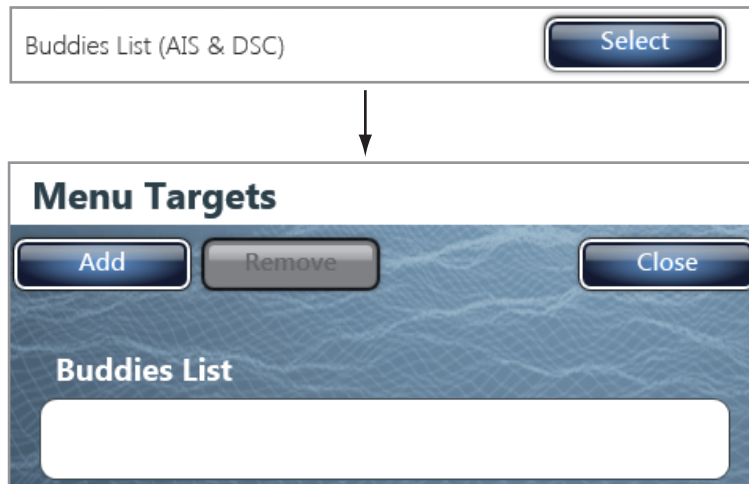 Buddies List (AIS & DSC) Select
Menu Targets
Add Remove Close
Buddies List